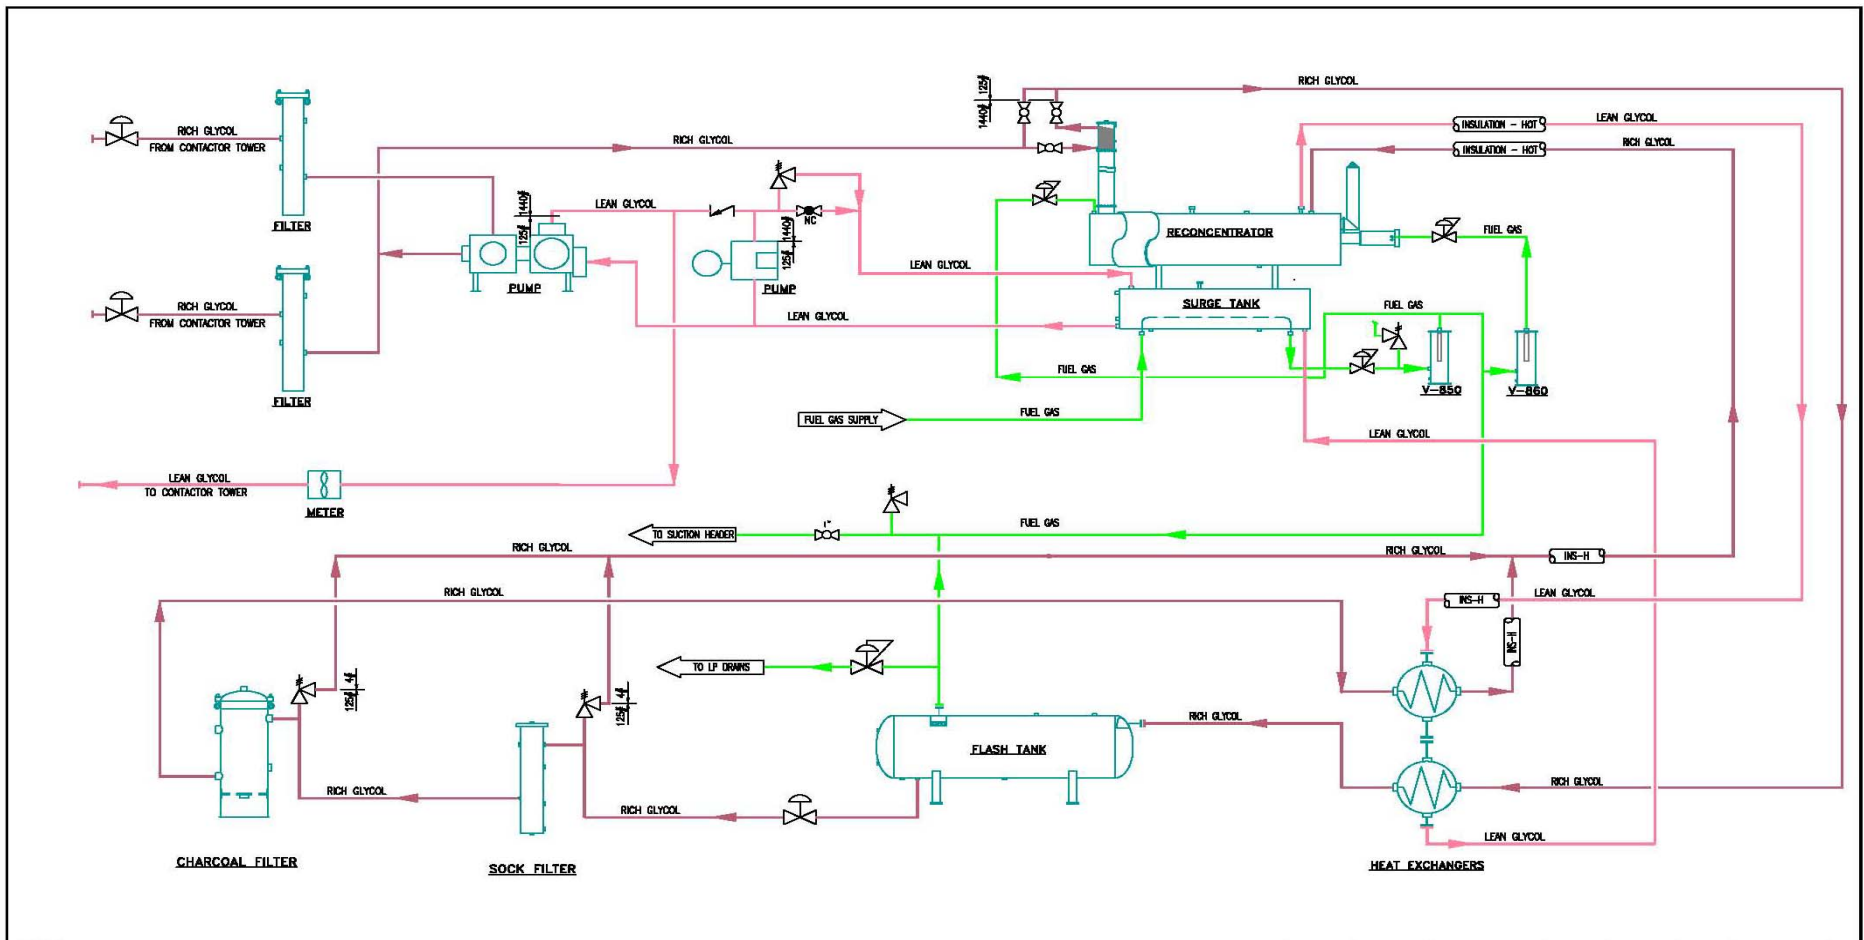 RICH GLYCOL
125#
1440#
RICH GLYCOL
FROM CONTACTOR TOWER
RICH GLYCOL
INSULATION - HOT
LEAN GLYCOL
INSULATION - HOT
RICH GLYCOL
FILTER
LEAN GLYCOL
1440#
125#
NC
1440#
125#
RECONCENTRATOR
FUEL GAS
PUMP
PUMP
LEAN GLYCOL
RICH GLYCOL
FROM CONTACTOR TOWER
LEAN GLYCOL
SURGE TANK
FUEL GAS
FILTER
FUEL GAS
V-850
V-860
FUEL GAS SUPPLY
FUEL GAS
LEAN GLYCOL
LEAN GLYCOL
TO CONTACTOR TOWER
METER
TO SUCTION HEADER
1"
FUEL GAS
RICH GLYCOL
RICH GLYCOL
INS-H
RICH GLYCOL
INS-H
LEAN GLYCOL
INS-H
TO LP DRAINS
4#
125#
4#
125#
RICH GLYCOL
FLASH TANK
RICH GLYCOL
RICH GLYCOL
RICH GLYCOL
LEAN GLYCOL
CHARCOAL FILTER
SOCK FILTER
HEAT EXCHANGERS